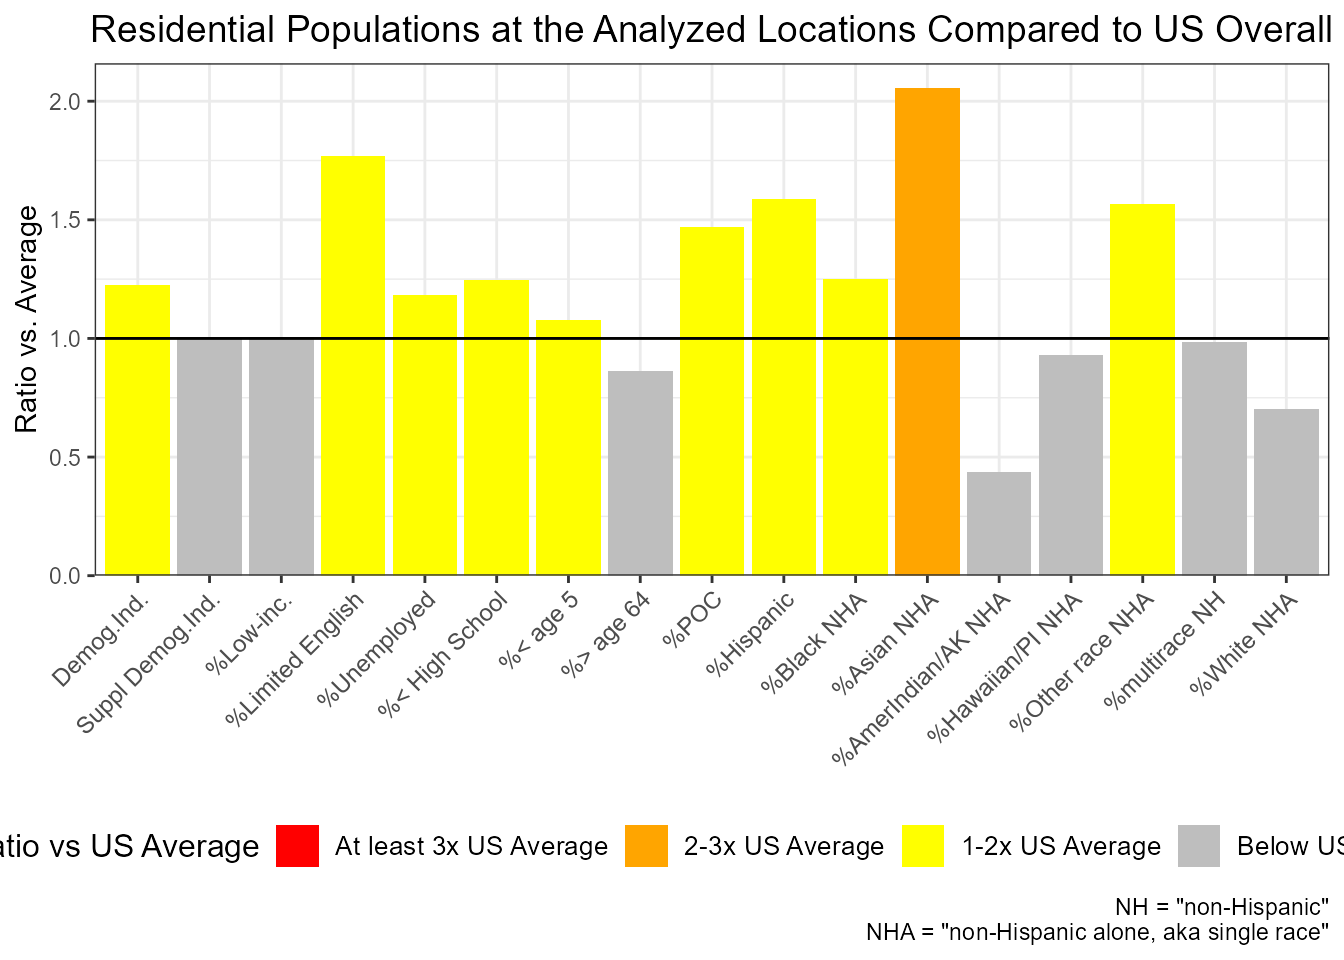 Residential Populations at the Analyzed Locations Compared to US Overall
Ratio vs. Average
2.0
1.5
1.0
0.5
0.0
Demog.Ind.
Suppl Demog.Ind.
%Low-inc.
%Limited English
%Unemployed
%< High School
%< age 5
%> age 64
%POC
%Hispanic
%Black NHA
%Asian NHA
%AmerIndian/AK NHA
%Hawaiian/PI NHA
%Other race NHA
%multirace NH
%White NHA
vs US Average At least 3x US Average 2-3x US Average 1-2x US Average Below US
NH = "non-Hispanic"
NHA = "non-Hispanic alone, aka single race"